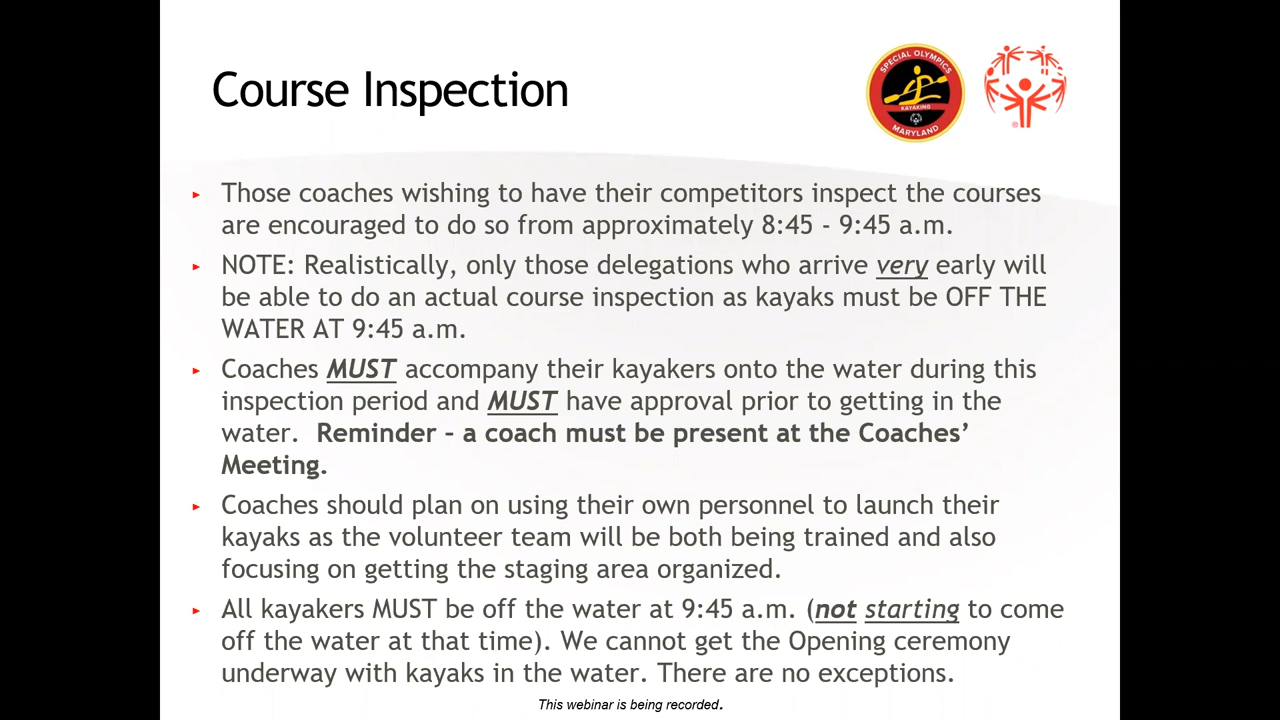 Course Inspection
SPECIAL OLYMPICS
KAYAKING
MARYLAND
®
► Those coaches wishing to have their competitors inspect the courses
are encouraged to do so from approximately 8:45 - 9:45 a.m.
► NOTE: Realistically, only those delegations who arrive very early will
be able to do an actual course inspection as kayaks must be OFF THE
WATER AT 9:45 a.m.
► Coaches MUST accompany their kayakers onto the water during this
inspection period and MUST have approval prior to getting in the
water.  Reminder – a coach must be present at the Coaches’
Meeting.
► Coaches should plan on using their own personnel to launch their
kayaks as the volunteer team will be both being trained and also
focusing on getting the staging area organized.
► All kayakers MUST be off the water at 9:45 a.m. (not starting to come
off the water at that time). We cannot get the Opening ceremony
underway with kayaks in the water. There are no exceptions.
This webinar is being recorded.